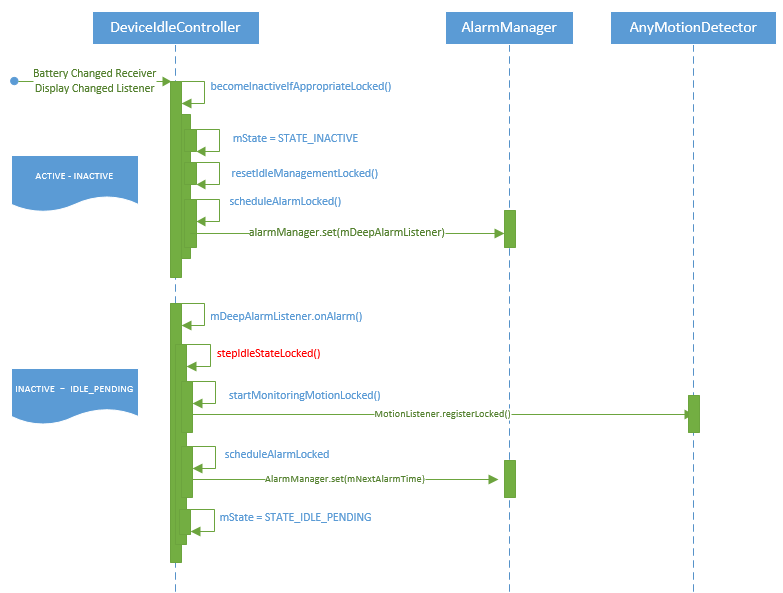 DeviceIdleController
AlarmManager
AnyMotionDetector
Battery Changed Receiver
Display Changed Listener
becomeInactiveIfAppropriateLocked()
mState = STATE_INACTIVE
ACTIVE - INACTIVE
resetIdleManagementLocked()
scheduleAlarmLocked()
alarmManager.set(mDeepAlarmListener)
mDeepAlarmListener.onAlarm()
stepIdleStateLocked()
INACTIVE – IDLE_PENDING
startMonitoringMotionLocked()
MotionListener.registerLocked()
scheduleAlarmLocked
AlarmManager.set(mNextAlarmTime)
mState = STATE_IDLE_PENDING